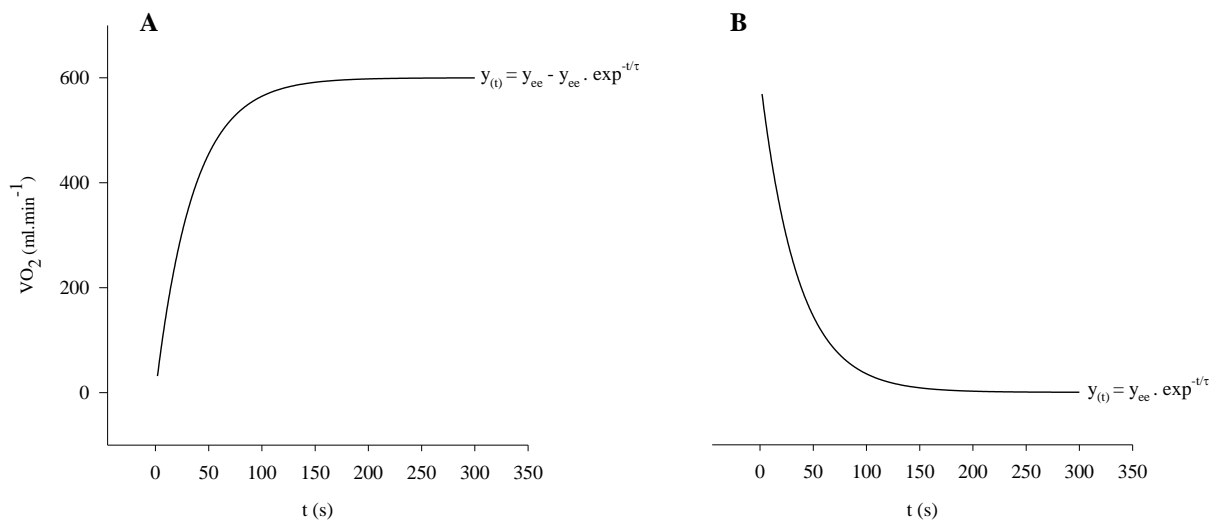 A
B
600
400
200
0
VO₂ (ml.min⁻¹)
y₍ₜ₎ = yₑₑ - yₑₑ . exp⁻ᵗ/τ
y₍ₜ₎ = yₑₑ . exp⁻ᵗ/τ
0 50 100 150 200 250 300 350
0 50 100 150 200 250 300 350
t (s)
t (s)